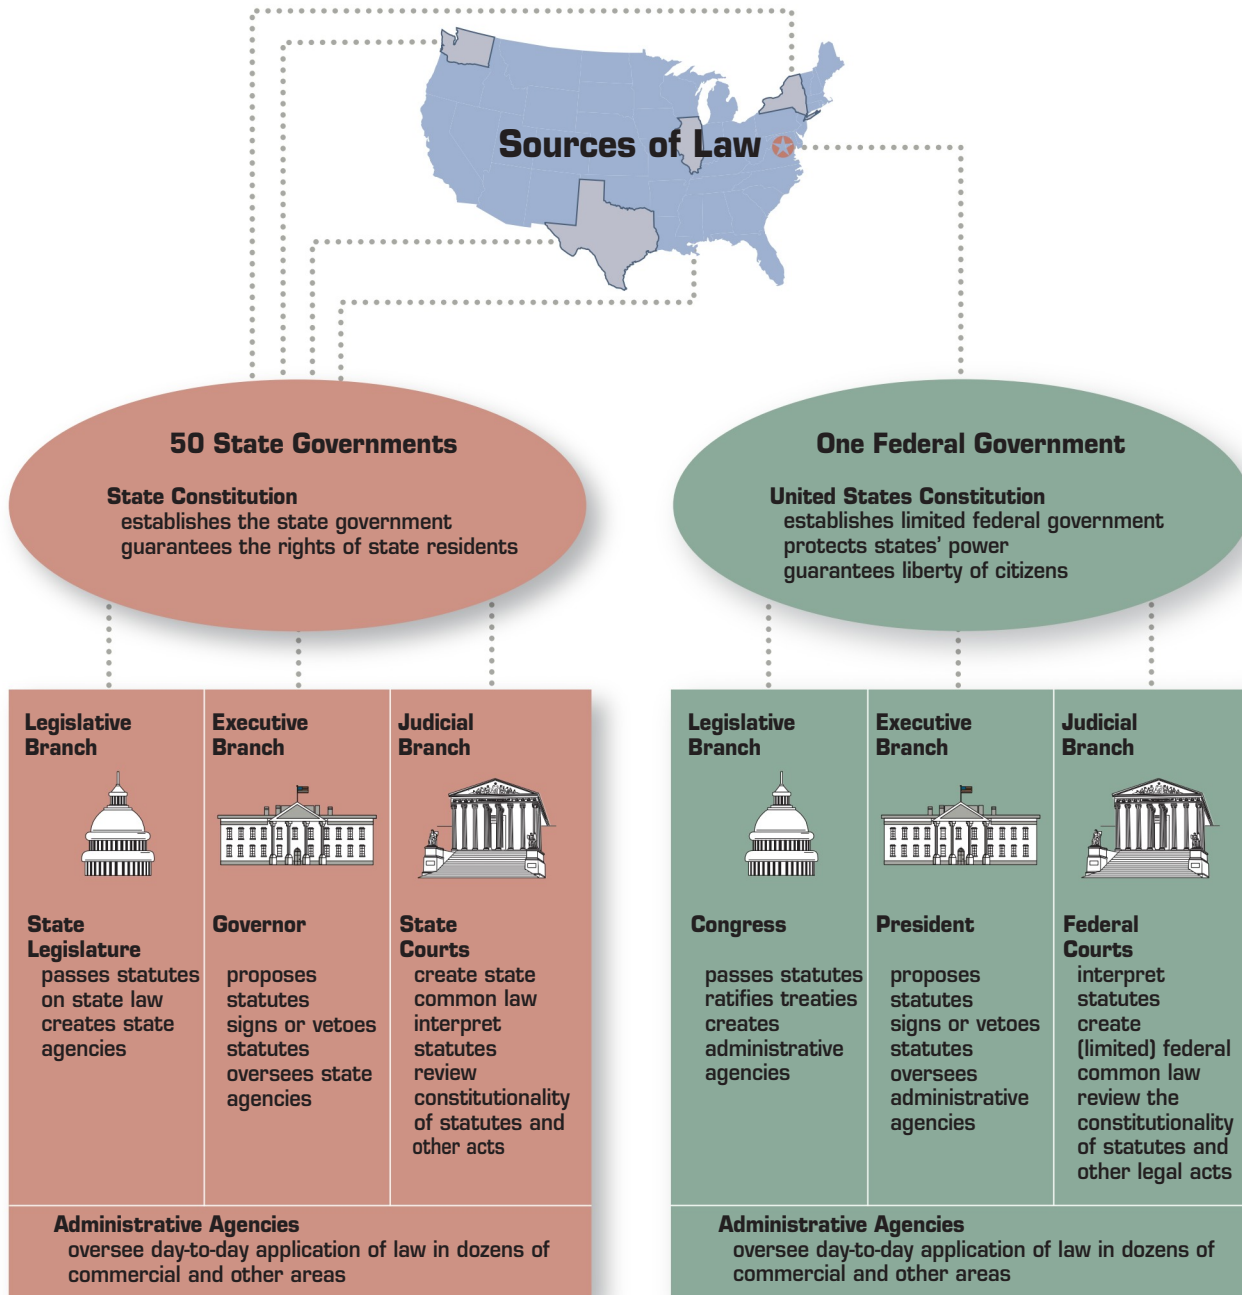 Sources of Law
50 State Governments
State Constitution
establishes the state government
guarantees the rights of state residents
One Federal Government
United States Constitution
establishes limited federal government
protects states’ power
guarantees liberty of citizens
Legislative
Branch
State
Legislature
passes statutes
on state law
creates state
agencies
Executive
Branch
Governor
proposes
statutes
signs or vetoes
statutes
oversees state
agencies
Judicial
Branch
State
Courts
create state
common law
interpret
statutes
review
constitutionality
of statutes and
other acts
Administrative Agencies
oversee day-to-day application of law in dozens of
commercial and other areas
Legislative
Branch
Congress
passes statutes
ratifies treaties
creates
administrative
agencies
Executive
Branch
President
proposes
statutes
signs or vetoes
statutes
oversees
administrative
agencies
Judicial
Branch
Federal
Courts
interpret
statutes
create
(limited) federal
common law
review the
constitutionality
of statutes and
other legal acts
Administrative Agencies
oversee day-to-day application of law in dozens of
commercial and other areas